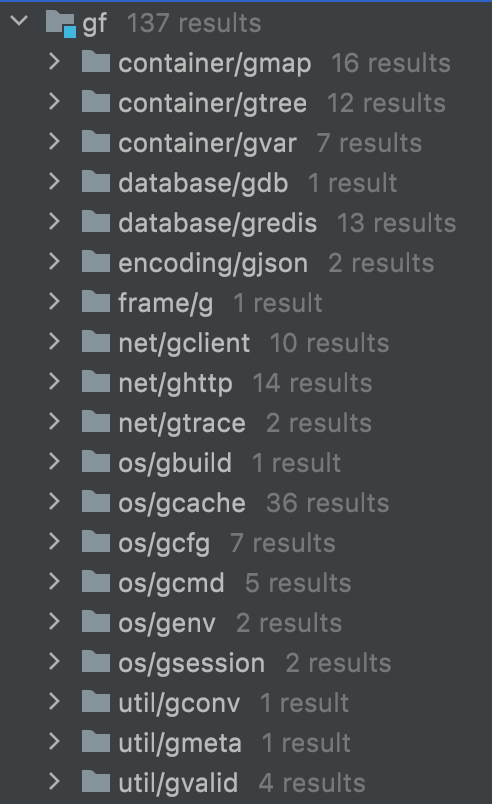 gf 137 results
container/gmap 16 results
container/gtree 12 results
container/gvar 7 results
database/gdb 1 result
database/gredis 13 results
encoding/gjson 2 results
frame/g 1 result
net/gclient 10 results
net/ghttp 14 results
net/gtrace 2 results
os/gbuild 1 result
os/gcache 36 results
os/gcfg 7 results
os/gcmd 5 results
os/genv 2 results
os/gsession 2 results
util/gconv 1 result
util/gmeta 1 result
util/gvalid 4 results